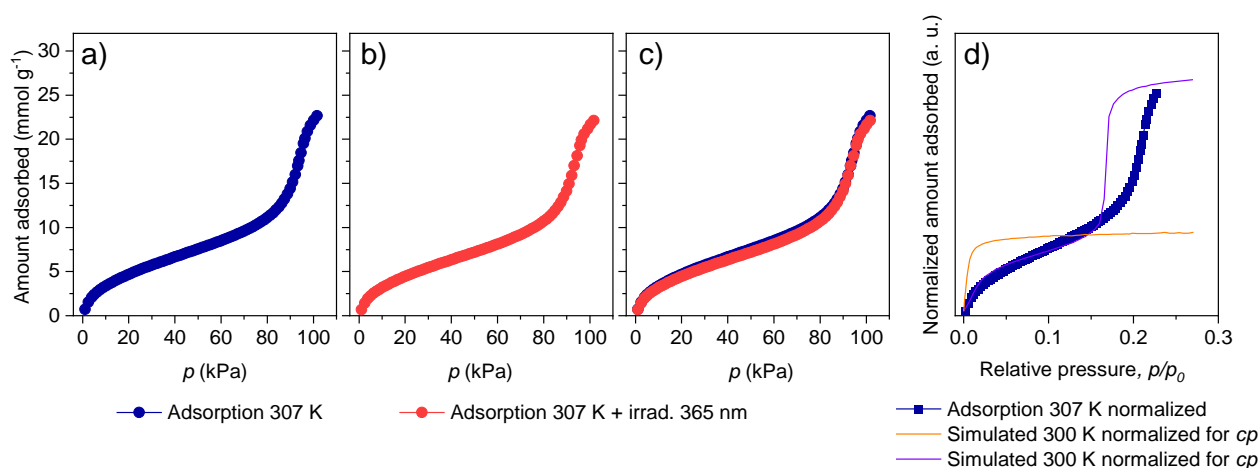 a)
b)
c)
d)
Amount adsorbed (mmol g-1)
30
25
20
15
10
5
0
0 20 40 60 80 100
0 20 40 60 80 100
0 20 40 60 80 100
p (kPa)
p (kPa)
p (kPa)
Normalized amount adsorbed (a. u.)
0.0 0.1 0.2 0.3
Relative pressure, p/p0
Adsorption 307 K
Adsorption 307 K + irrad. 365 nm
Adsorption 307 K normalized
Simulated 300 K normalized for cp
Simulated 300 K normalized for cp